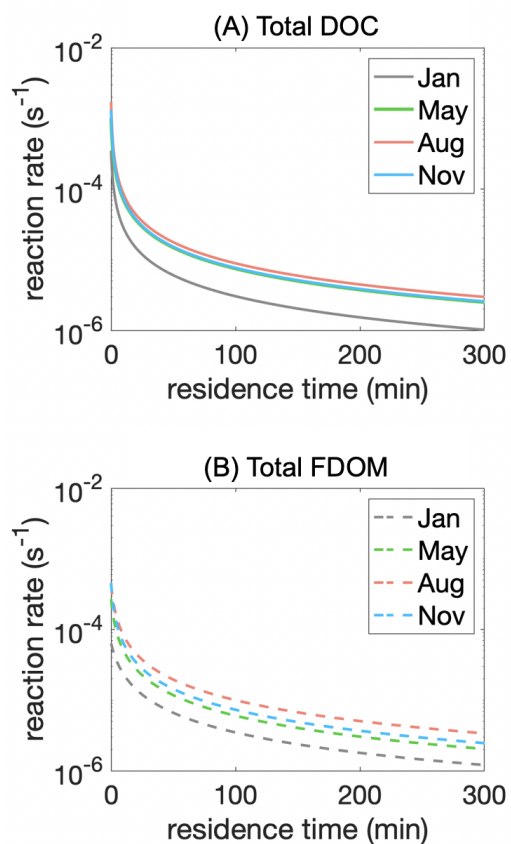 (A) Total DOC
10⁻²
10⁻⁴
10⁻⁶
reaction rate (s⁻¹)
Jan
May
Aug
Nov
0 100 200 300
residence time (min)
(B) Total FDOM
10⁻²
10⁻⁴
10⁻⁶
reaction rate (s⁻¹)
Jan
May
Aug
Nov
0 100 200 300
residence time (min)